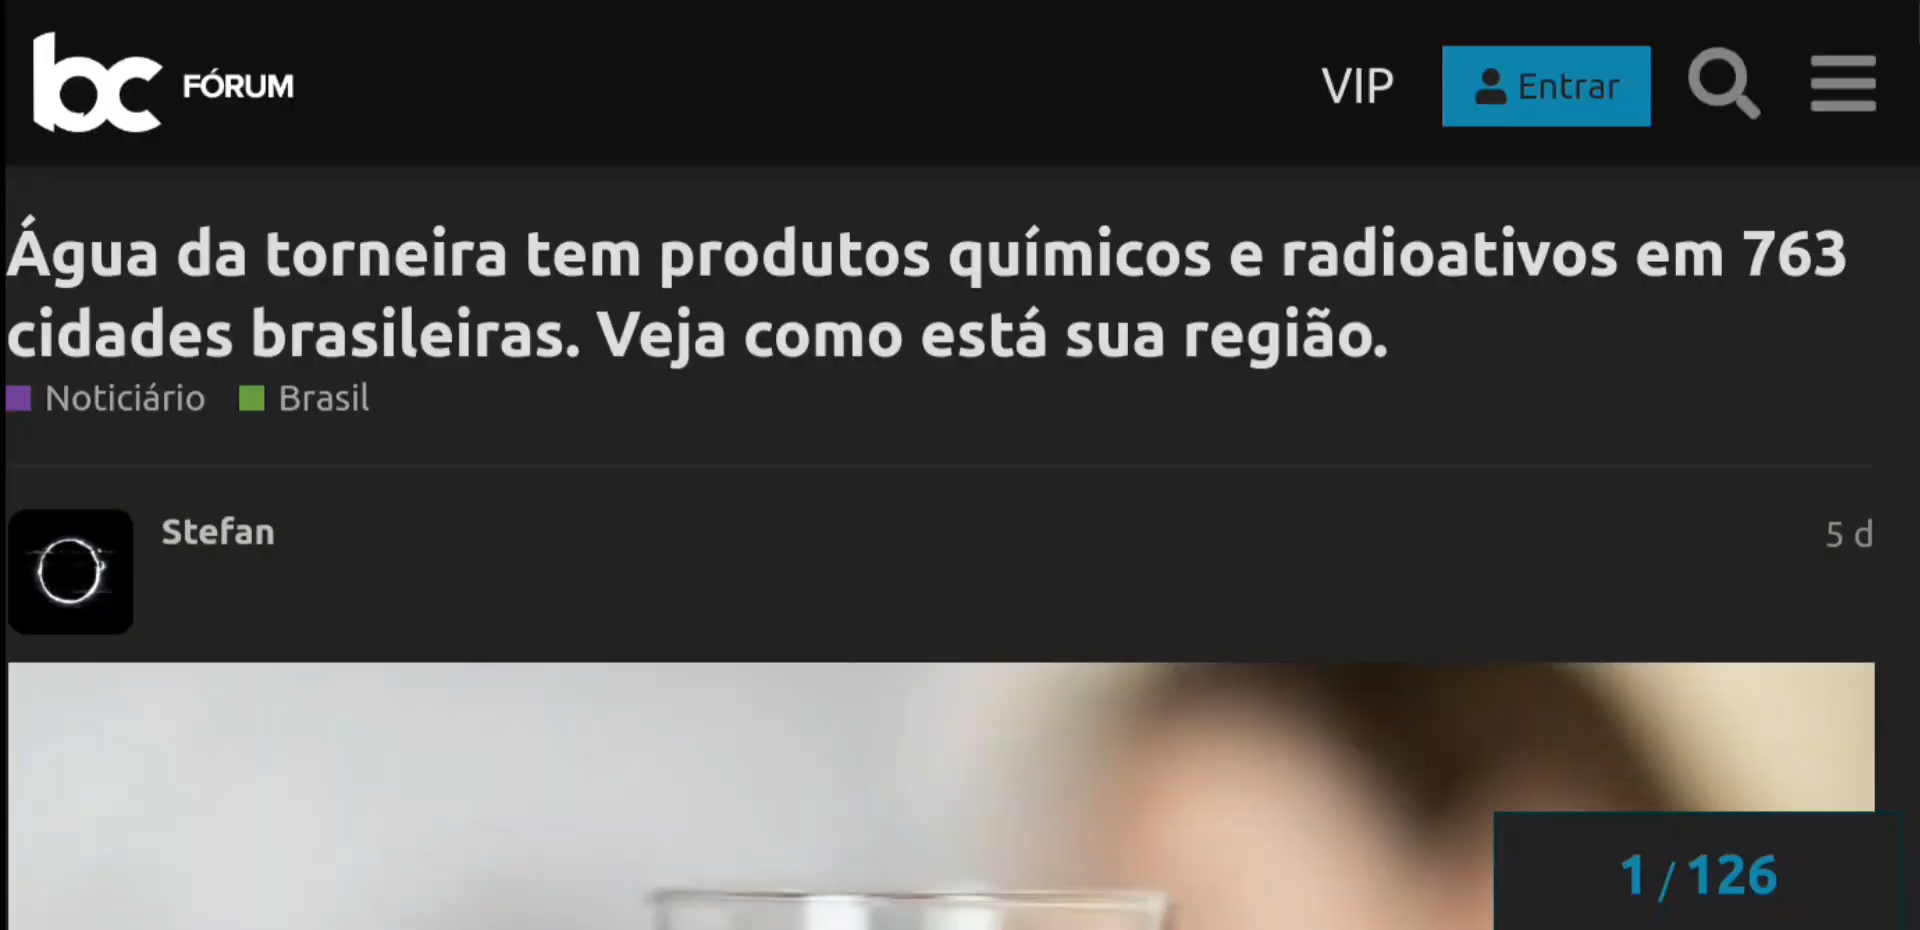 bc FÓRUM
VIP
Entrar
Água da torneira tem produtos químicos e radioativos em 763
cidades brasileiras. Veja como está sua região.
Noticiário Brasil
Stefan
5 d
1 / 126